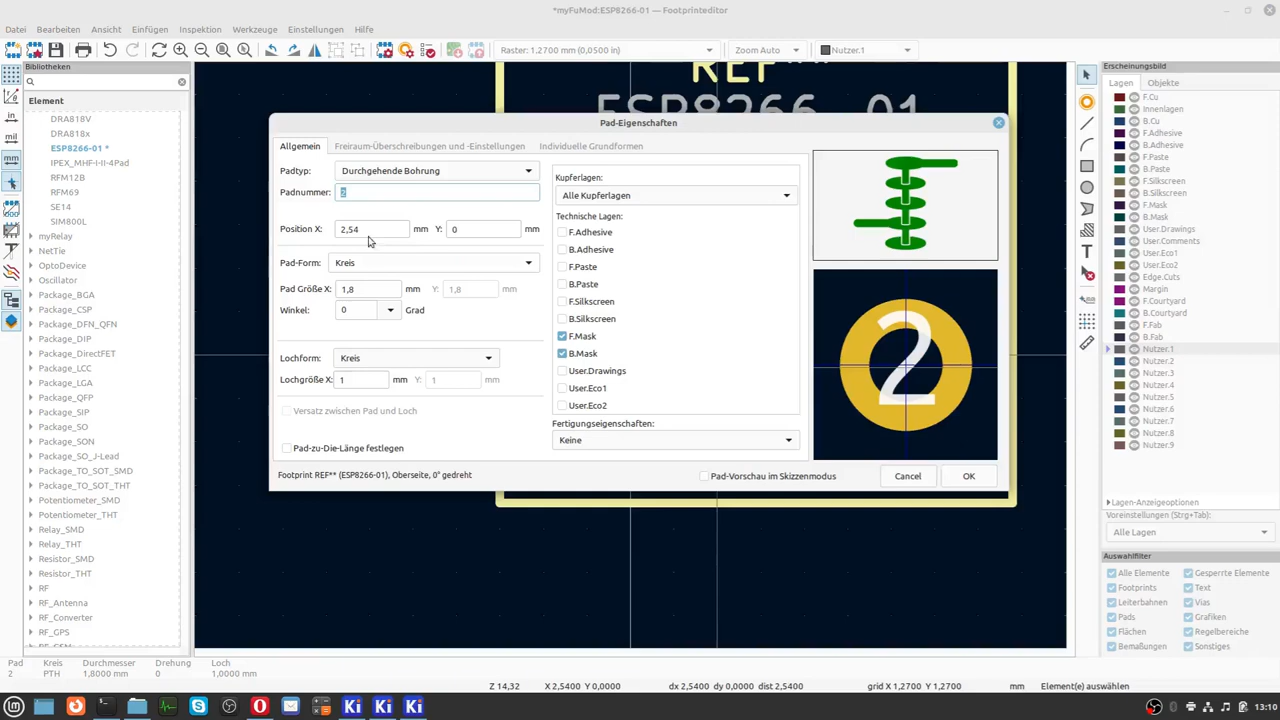 *myFuMod:ESP8266-01 — Footprinteditor
Datei Bearbeiten Ansicht Einfügen Inspektion Werkzeuge Einstellungen Hilfe
Raster: 1.2700 mm (0,0500 in) Zoom Auto Nutzer.1
Bibliotheken
Element
DRA818V
DRA818x
ESP8266-01 *
IPEX_MHF-I-II-4Pad
RFM12B
RFM69
SE14
SIM800L
myRelay
NetTie
OptoDevice
Oscillator
Package_BGA
Package_CSP
Package_DFN_QFN
Package_DIP
Package_DirectFET
Package_LCC
Package_LGA
Package_QFP
Package_SIP
Package_SO
Package_SON
Package_SO_J-Lead
Package_TO_SOT_SMD
Package_TO_SOT_THT
Potentiometer_SMD
Potentiometer_THT
Relay_SMD
Relay_THT
Resistor_SMD
Resistor_THT
RF
RF_Antenna
RF_Converter
RF_GPS
RF_GSM
in
mil
mm
REF**
ESP8266-01
Pad-Eigenschaften
Allgemein Freiraum-Überschreibungen und -Einstellungen Individuelle Grundformen
Padtyp: Durchgehende Bohrung
Padnummer: 2
Position X: 2,54 mm Y: 0 mm
Pad-Form: Kreis
Pad Größe X: 1,8 mm Y: 1,8 mm
Winkel: 0 Grad
Lochform: Kreis
Lochgröße X: 1 mm Y: 1 mm
Versatz zwischen Pad und Loch
Pad-zu-Die-Länge festlegen
Footprint REF** (ESP8266-01), Oberseite, 0° gedreht
Kupferlagen:
Alle Kupferlagen
Technische Lagen:
F.Adhesive
B.Adhesive
F.Paste
B.Paste
F.Silkscreen
B.Silkscreen
F.Mask
B.Mask
User.Drawings
User.Eco1
User.Eco2
Fertigungseigenschaften:
Keine
2
Pad-Vorschau im Skizzenmodus Cancel OK
Erscheinungsbild
Lagen Objekte
F.Cu
Innenlagen
B.Cu
F.Adhesive
B.Adhesive
F.Paste
B.Paste
F.Silkscreen
B.Silkscreen
F.Mask
B.Mask
User.Drawings
User.Comments
User.Eco1
User.Eco2
Edge.Cuts
Margin
F.Courtyard
B.Courtyard
F.Fab
B.Fab
Nutzer.1
Nutzer.2
Nutzer.3
Nutzer.4
Nutzer.5
Nutzer.6
Nutzer.7
Nutzer.8
Nutzer.9
Lagen-Anzeigeoptionen
Voreinstellungen (Strg+Tab):
Alle Lagen
Auswahlfilter
Alle Elemente Gesperrte Elemente
Footprints Text
Leiterbahnen Vias
Pads Grafiken
Flächen Regelbereiche
Bemaßungen Sonstiges
Pad Kreis Durchmesser Drehung Loch
2 PTH 1,8000 mm 0 1,0000 mm
Z 14,32 X 2,5400 Y 0,0000 dx 2,5400 dy 0,0000 dist 2,5400 grid X 1,2700 Y 1,2700 mm Element(e) auswählen
Ki Ki Ki 13:10